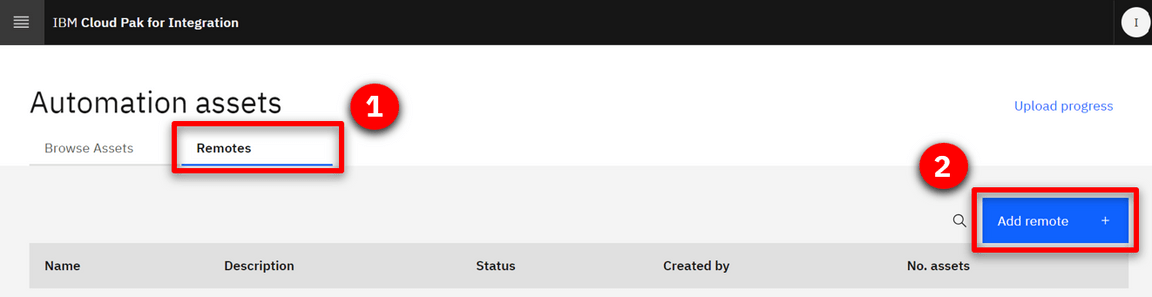 IBM Cloud Pak for Integration
I
Automation assets
1
Upload progress
Browse Assets
Remotes
2
Add remote +
Name Description Status Created by No. assets